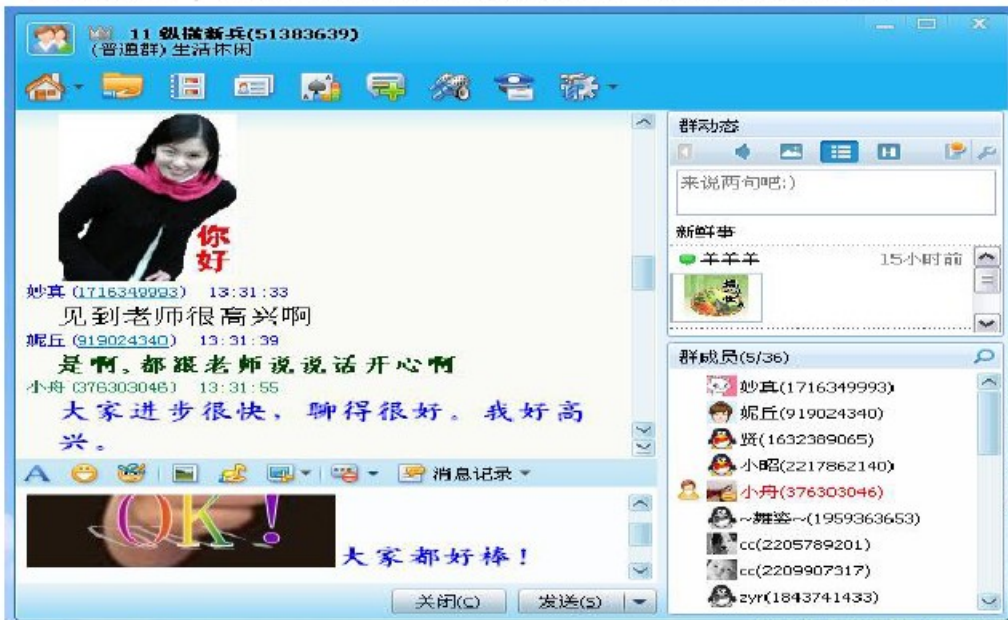 11 纵横新兵(51383639)
(普通群) 生活休闲
你
好
妙真 (1716349993) 13:31:33
见到老师很高兴啊
妮丘 (919024340) 13:31:39
是啊,都跟老师说说话开心啊
小舟 (376303046) 13:31:55
大家进步很快，聊得很好。我好高
兴。
消息记录
OK!
大家都好棒！
关闭(C)
发送(S)
群动态
来说两句吧:)
新鲜事
羊羊羊 15小时前
群成员(5/36)
妙真(1716349993)
妮丘(919024340)
贤(1632389065)
小昭(2217862140)
小舟(376303046)
~舞姿~(1959363653)
cc(2205789201)
cc(2209907317)
zyr(1843741433)